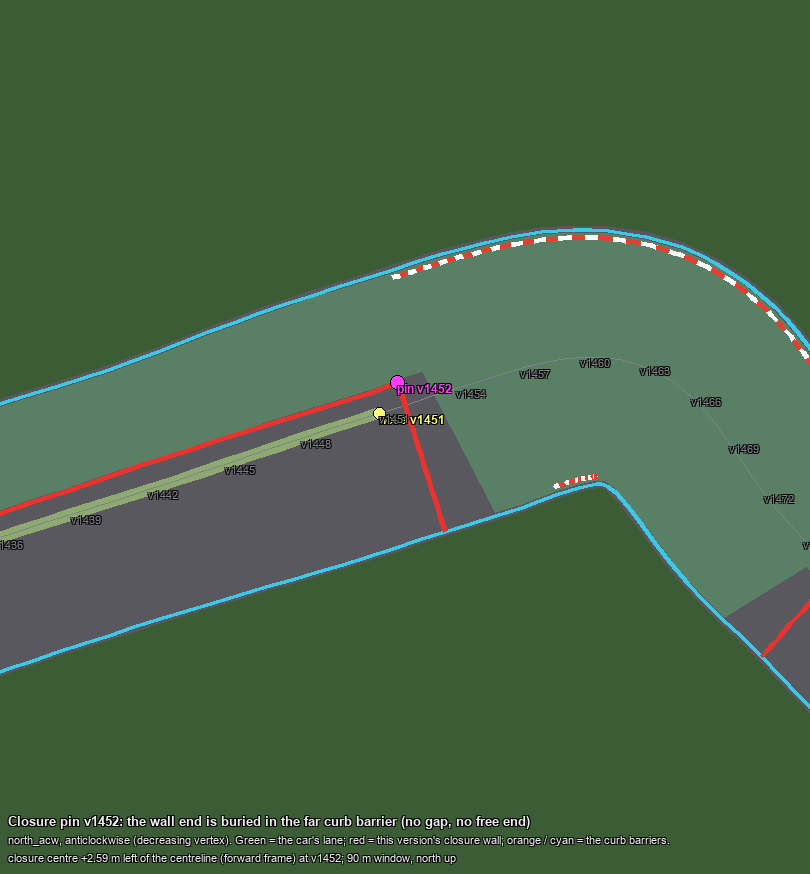 v1460
v1463
v1457
v1454
v1466
pin v1452
v1451
v1448
v1469
v1445
v1442
v1472
v1439
1436
v
Closure pin v1452: the wall end is buried in the far curb barrier (no gap, no free end)
north_acw, anticlockwise (decreasing vertex). Green = the car's lane; red = this version's closure wall; orange / cyan = the curb barriers.
closure centre +2.59 m left of the centreline (forward frame) at v1452; 90 m window, north up